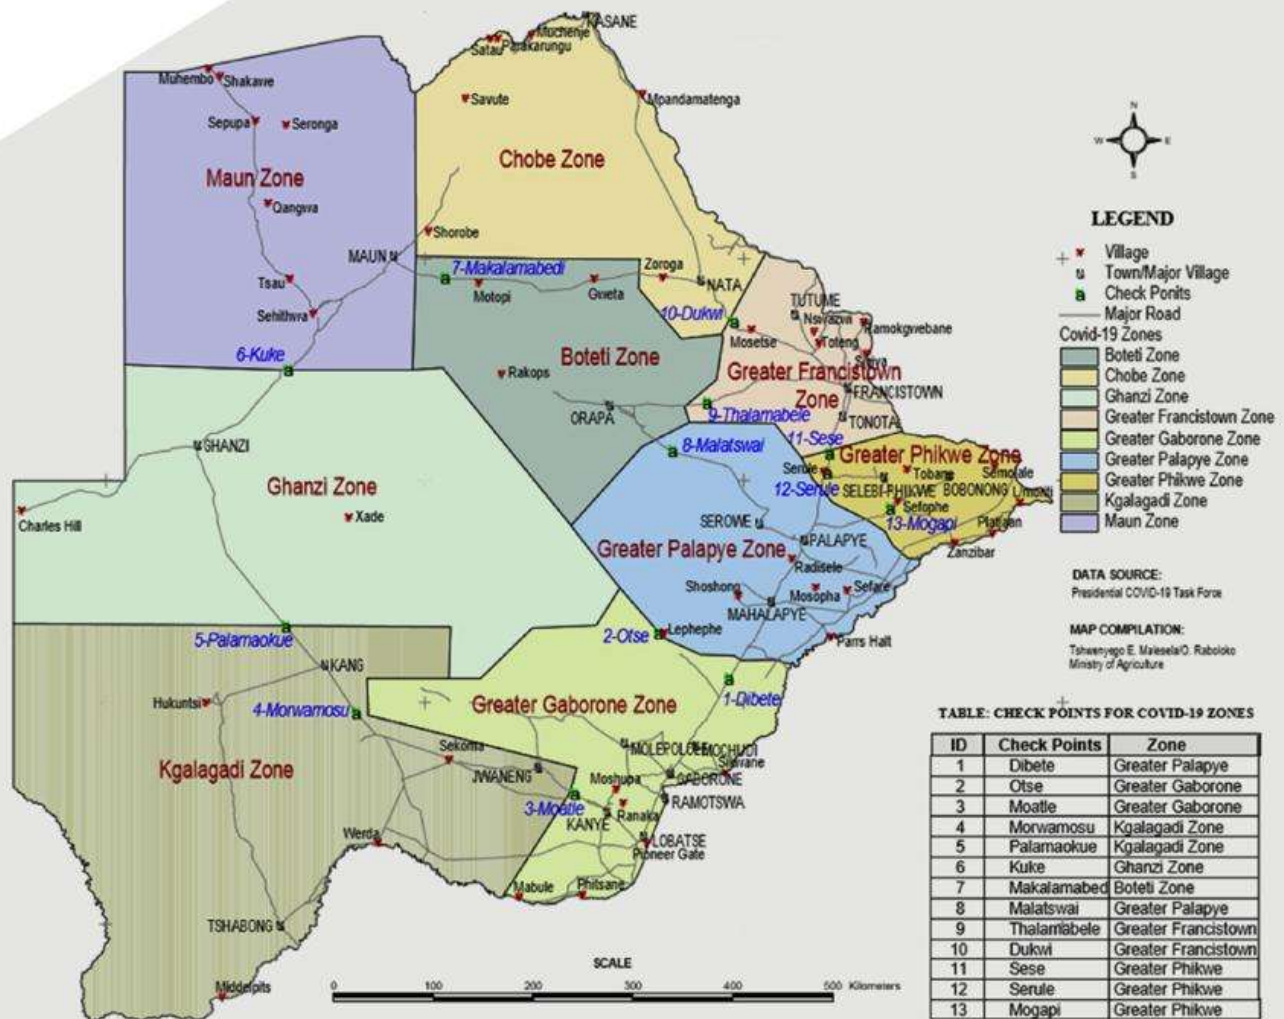 KASANE
Muchenje
Satau
Parakarungu
Muhembo
Shakawe
Savute
Mpandamatenga
Sepupa
Seronga
Chobe Zone
Maun Zone
Qangwa
Shorobe
MAUN
7-Makalamabedi
Zoroga
Tsau
Motopi
Gweta
NATA
Sehithwa
10-Dukwi
TUTUME
Nswazwi
Ramokgwebane
Mosetse
Toteng
6-Kuke
Boteti Zone
Rakops
Greater Francistown
Zone
FRANCISTOWN
ORAPA
9-Thalamabele
TONOTA
GHANZI
8-Malatswai
11-Sese
Greater Phikwe Zone
Serule
Tobane
Semolale
12-Serule
SELEBI-PHIKWE
BOBONONG
Ghanzi Zone
Charles Hill
Xade
Sefophe
13-Mogapi
SEROWE
PALAPYE
Zanzibar
Greater Palapye Zone
Radisele
Shoshong
Mosopha
Sefare
MAHALAPYE
5-Palamaokue
2-Otse
Lephephe
Parrs Halt
KANG
Hukuntsi
4-Morwamosu
Greater Gaborone Zone
1-Dibete
Kgalagadi Zone
Sekoma
MOLEPOLOLE
MOCHUDI
JWANENG
Moshupa
GABORONE
Sikwane
3-Moatle
RAMOTSWA
Ranaka
KANYE
Werda
LOBATSE
Pioneer Gate
Mabule
Phitsane
TSHABONG
Middelpits
N
W
E
S
LEGEND
Village
Town/Major Village
Check Ponits
Major Road
Covid-19 Zones
Boteti Zone
Chobe Zone
Ghanzi Zone
Greater Francistown Zone
Greater Gaborone Zone
Greater Palapye Zone
Greater Phikwe Zone
Kgalagadi Zone
Maun Zone
DATA SOURCE:
Presidential COVID-19 Task Force
MAP COMPILATION:
Tshwenyego E. Malesela/O. Raboloko
Ministry of Agriculture
TABLE: CHECK POINTS FOR COVID-19 ZONES
ID Check Points Zone
1 Dibete Greater Palapye
2 Otse Greater Gaborone
3 Moatle Greater Gaborone
4 Morwamosu Kgalagadi Zone
5 Palamaokue Kgalagadi Zone
6 Kuke Ghanzi Zone
7 Makalamabed Boteti Zone
8 Malatswai Greater Palapye
9 Thalamabele Greater Francistown
10 Dukwi Greater Francistown
11 Sese Greater Phikwe
12 Serule Greater Phikwe
13 Mogapi Greater Phikwe
SCALE
0 100 200 300 400 500 Kilometers